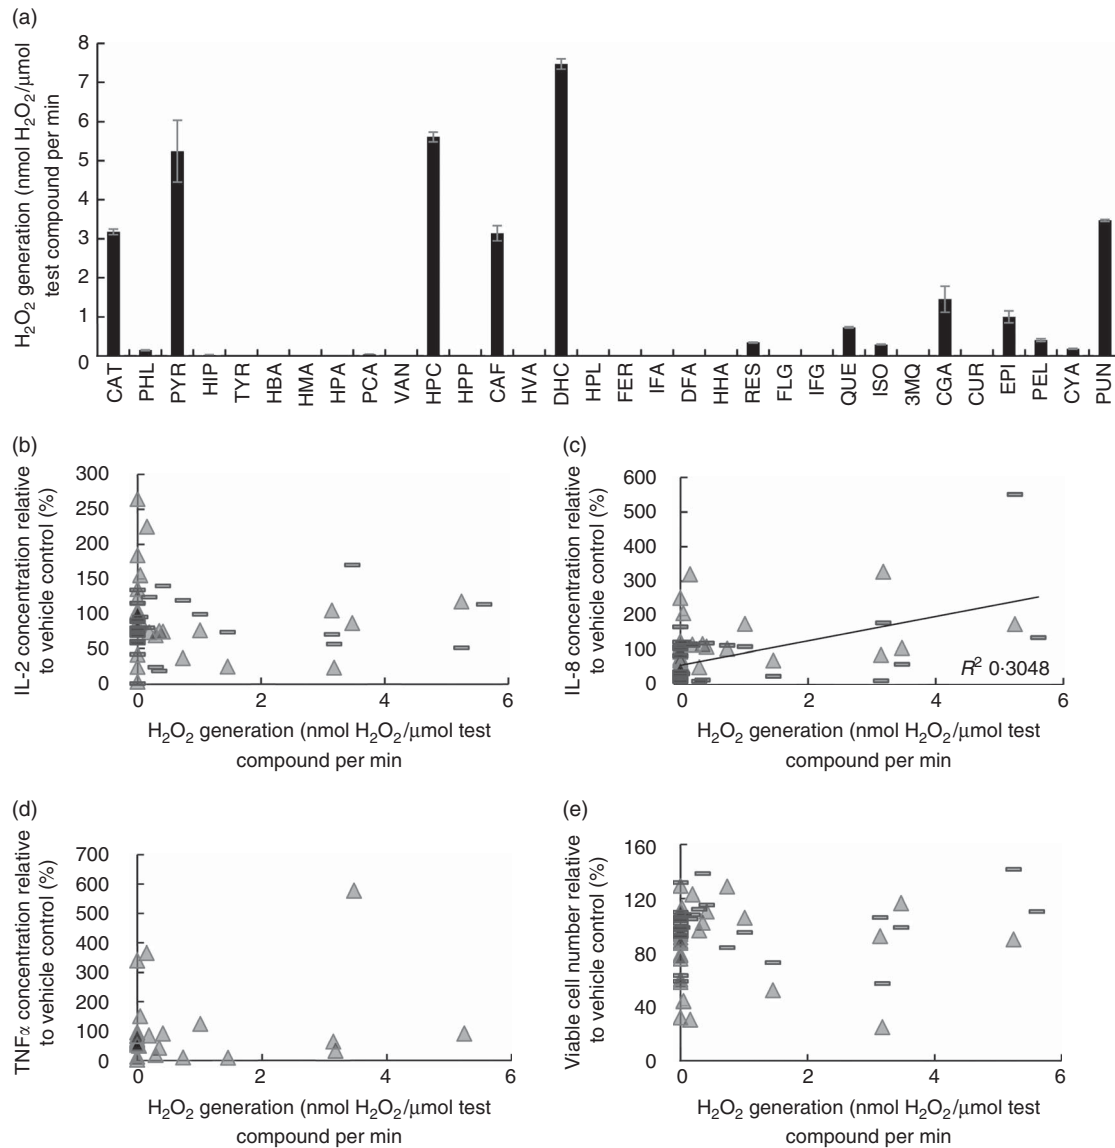 (a)
H₂O₂ generation (nmol H₂O₂/μmol
test compound per min
8
7
6
5
4
3
2
1
0
CAT PHL PYR HIP TYR HBA HMA HPA PCA VAN HPC HPP CAF HVA DHC HPL FER IFA DFA HHA RES FLG IFG QUE ISO 3MQ CGA CUR EPI PEL CYA PUN
(b)
IL-2 concentration relative
to vehicle control (%)
300
250
200
150
100
50
0
0 2 4 6
H₂O₂ generation (nmol H₂O₂/μmol test
compound per min
(c)
IL-8 concentration relative
to vehicle control (%)
600
500
400
300
200
100
0
R² 0·3048
0 2 4 6
H₂O₂ generation (nmol H₂O₂/μmol test
compound per min
(d)
TNFα concentration relative
to vehicle control (%)
700
600
500
400
300
200
100
0
0 2 4 6
H₂O₂ generation (nmol H₂O₂/μmol test
compound per min
(e)
Viable cell number relative
to vehicle control (%)
160
120
80
40
0
0 2 4 6
H₂O₂ generation (nmol H₂O₂/μmol test
compound per min